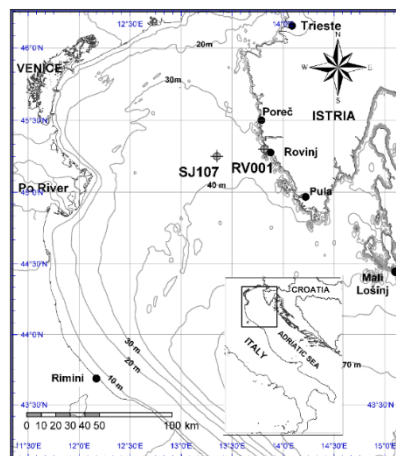 12°30'
13°30'
14°00'
Trieste
46°0'
20m
VENICE
30m
Poreč
ISTRIA
45°30'
Rovinj
SJ107
RV001
40 m
Po River
45°0'
Pula
44°30'
Mali
Lošinj
CROATIA
ADRIATIC SEA
ITALY
44°0'
30 m
20 m
10 m
70 m
Rimini
43°30'
0 10 20 30 40 50
100 km
11°30' 12°0' 12°30' 13°0' 13°30' 14°0' 14°30' 15°0'